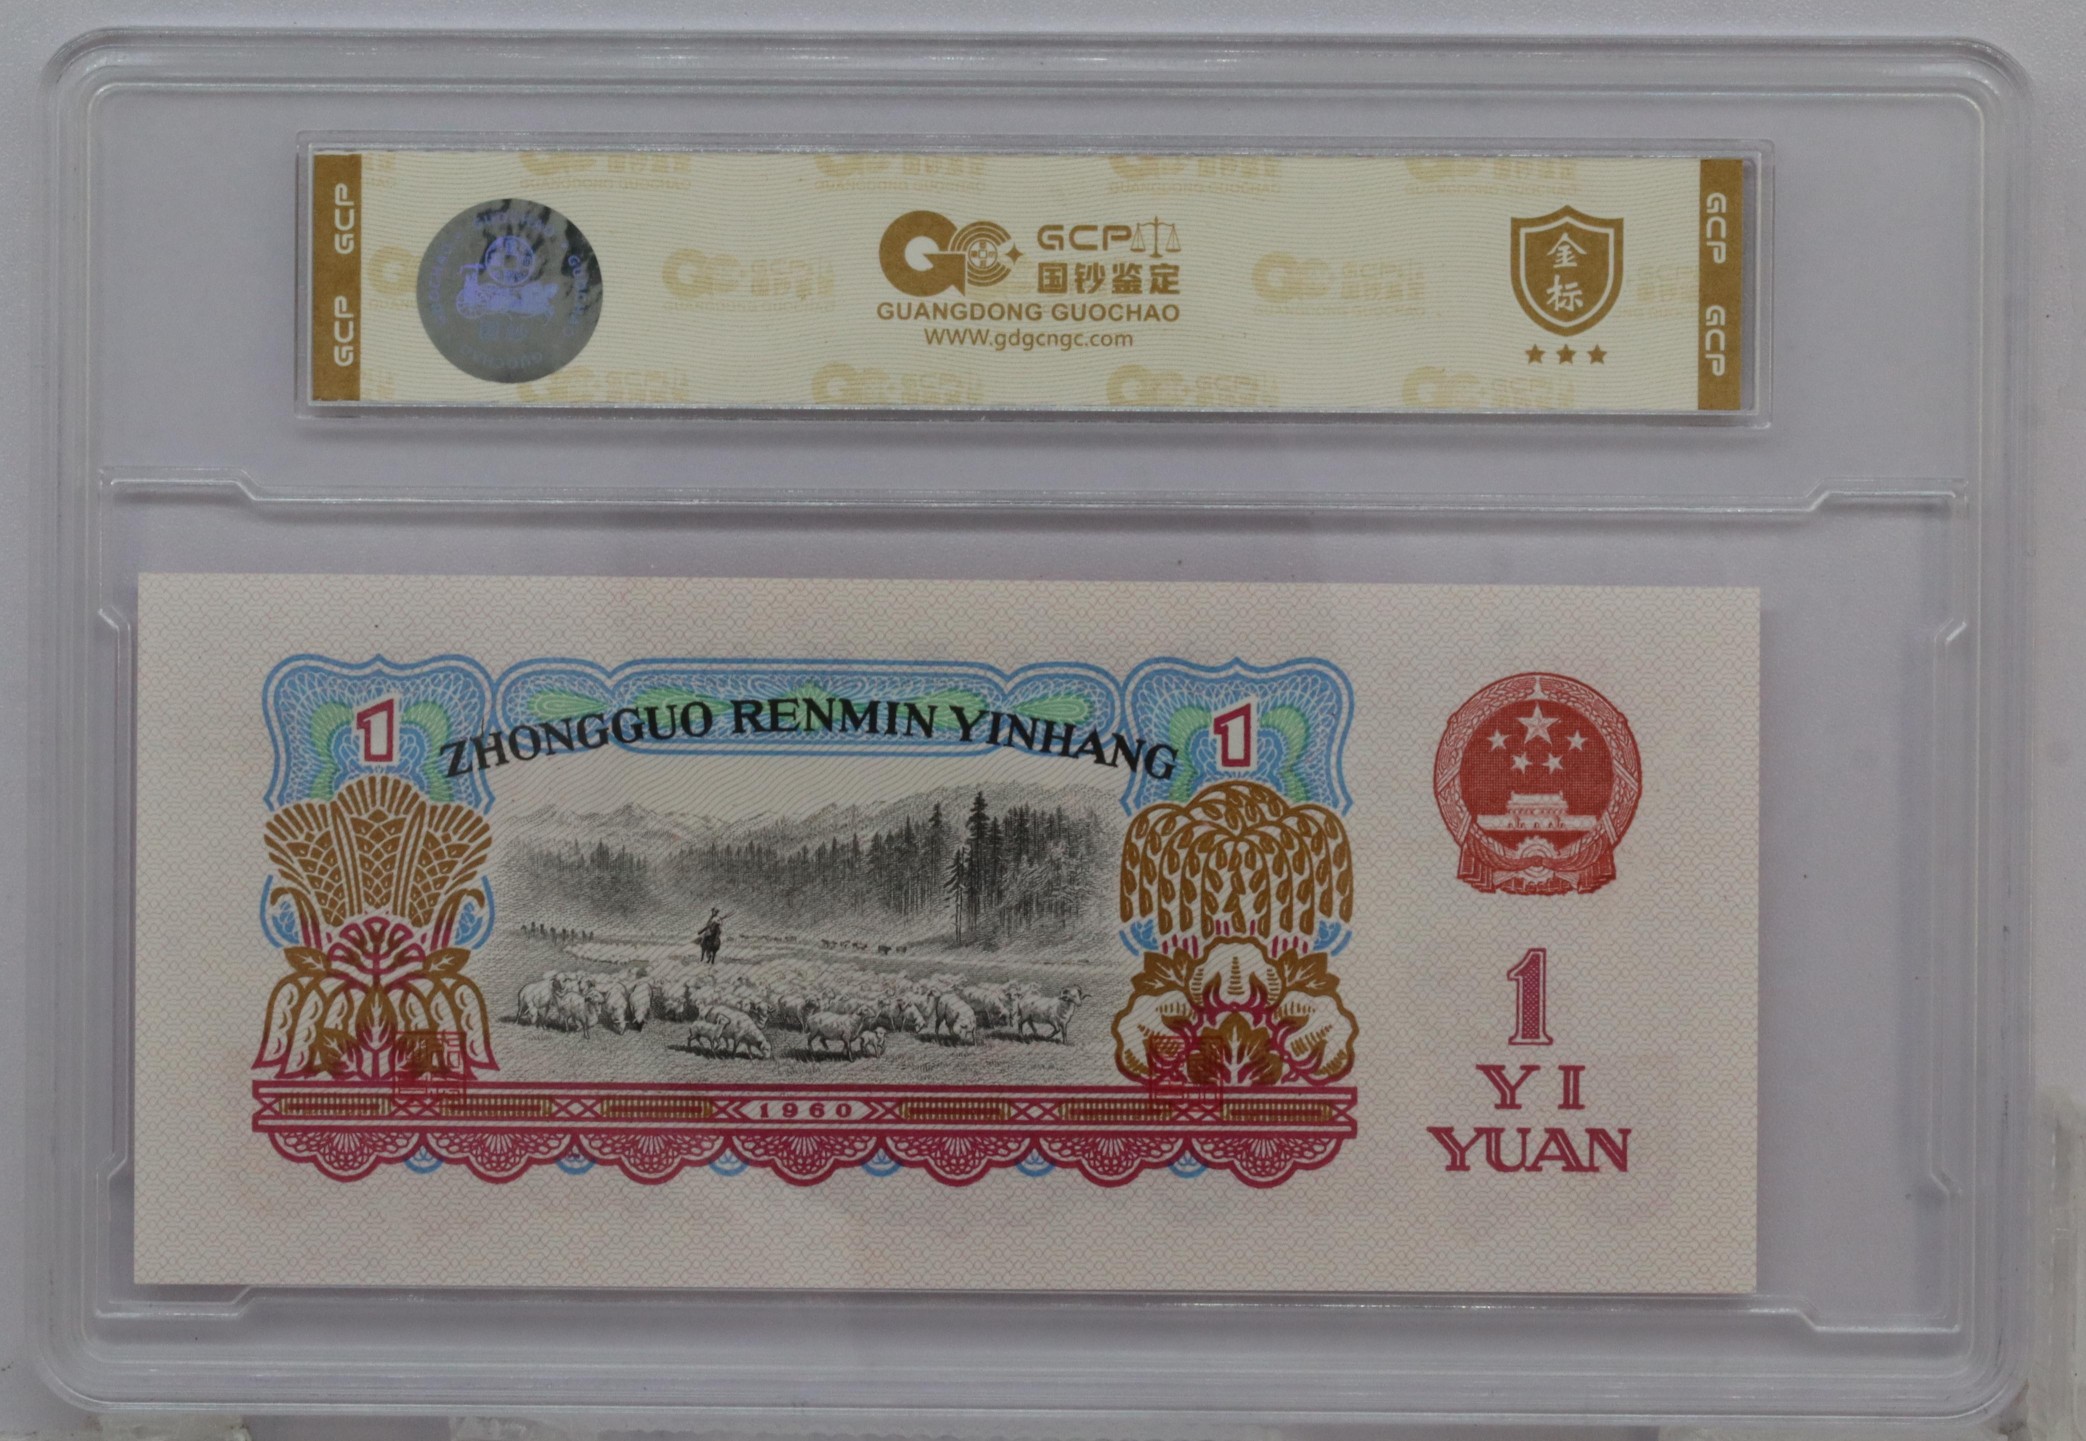 GCP GCP
GCP
国钞鉴定
GUANGDONG GUOCHAO
WWW.gdgcngc.com
金
标
GCP GCP
1
1
ZHONGGUO RENMIN YINHANG
1960
1
YI
YUAN